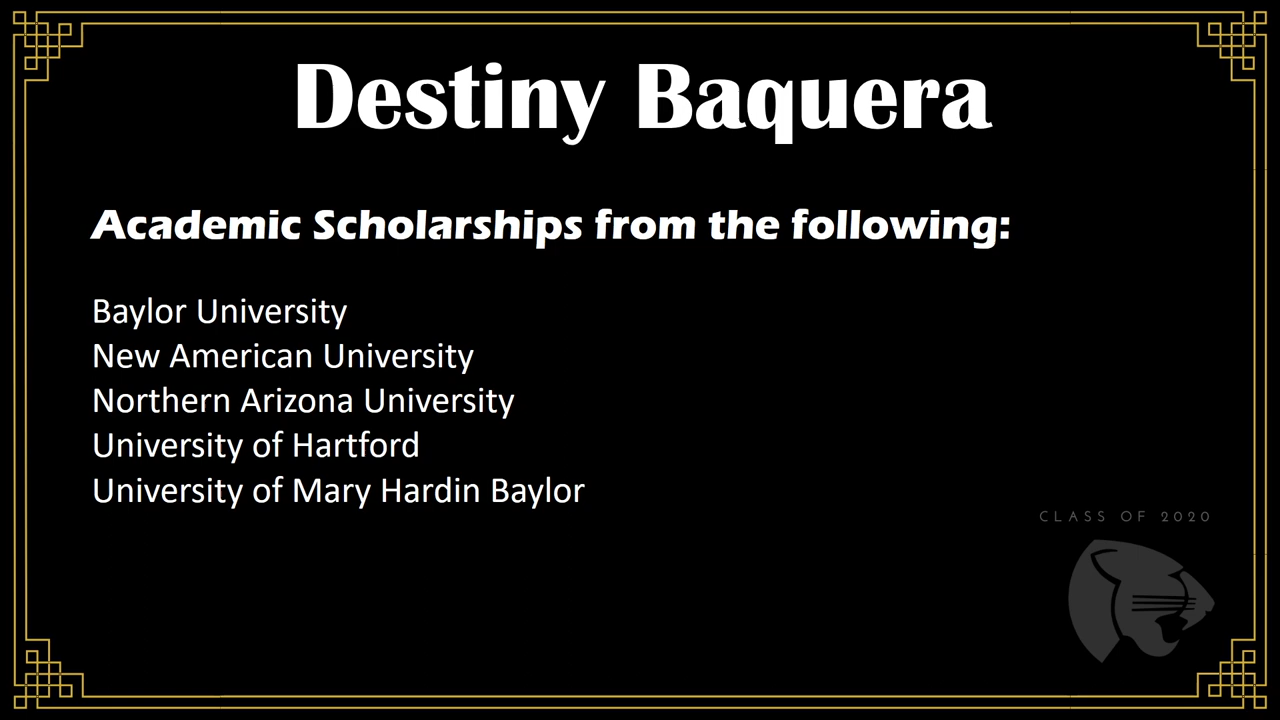 Destiny Baquera
Academic Scholarships from the following:
Baylor University
New American University
Northern Arizona University
University of Hartford
University of Mary Hardin Baylor
CLASS OF 2020